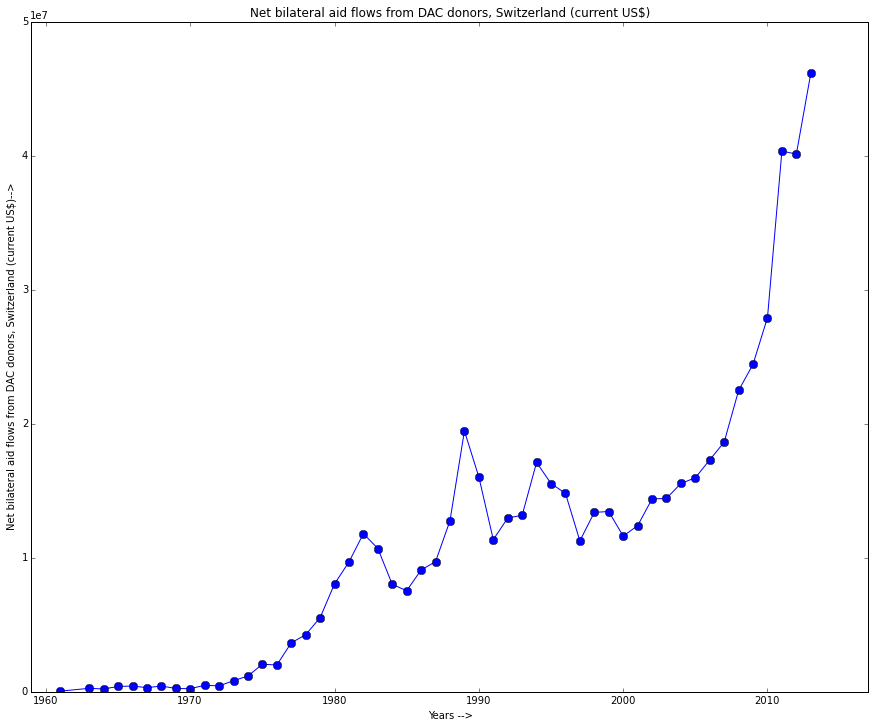 Net bilateral aid flows from DAC donors, Switzerland (current US$)
1e7
5
4
3
2
1
0
Net bilateral aid flows from DAC donors, Switzerland (current US$)-->
1960 1970 1980 1990 2000 2010
Years -->